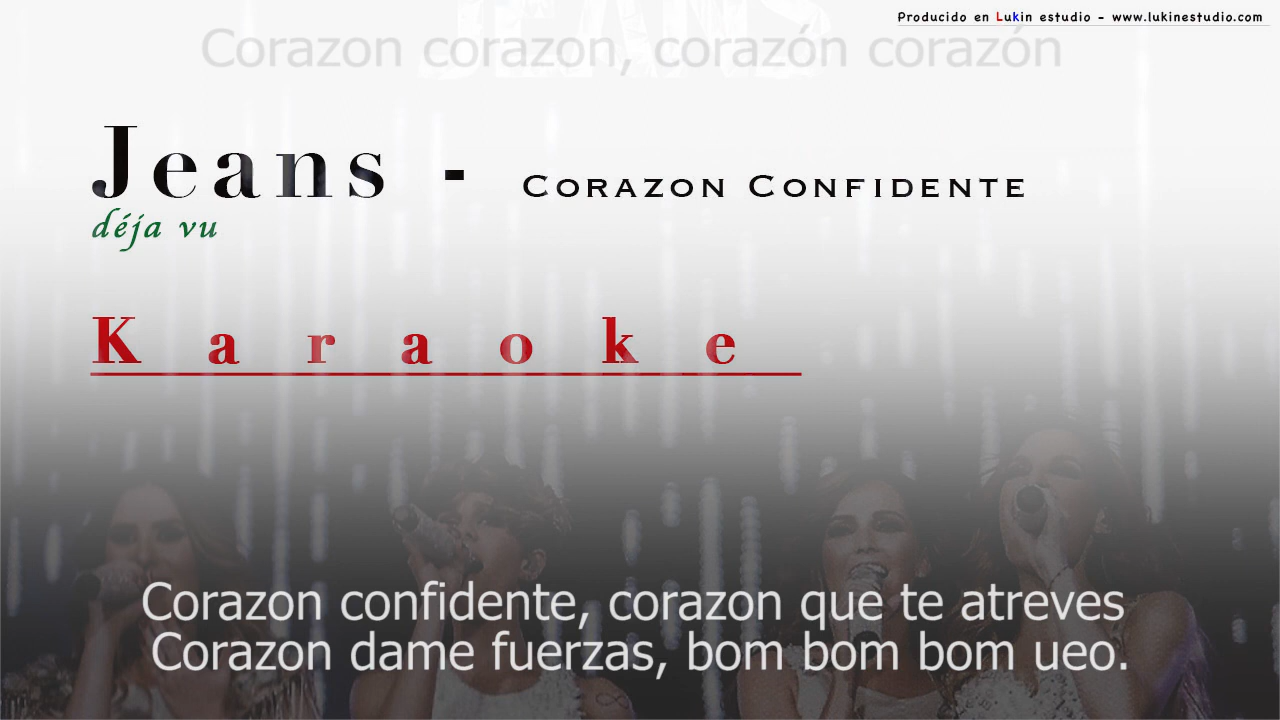 Producido en Lukin estudio - www.lukinestudio.com
JEANS
Corazon corazon, corazón corazón
Jeans - CORAZON CONFIDENTE
déja vu
Karaoke
Corazon confidente, corazon que te atreves
Corazon dame fuerzas, bom bom bom ueo.